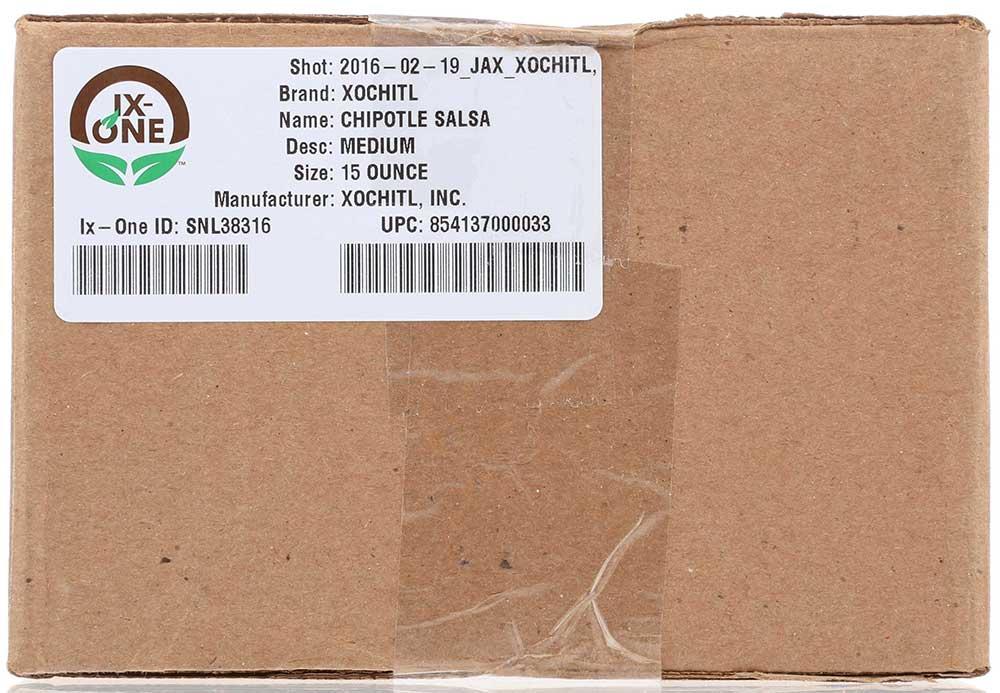 IX-
ONE
™
Shot: 2016-02-19_JAX_XOCHITL,
Brand: XOCHITL
Name: CHIPOTLE SALSA
Desc: MEDIUM
Size: 15 OUNCE
Manufacturer: XOCHITL, INC.
Ix-One ID: SNL38316 UPC: 854137000033